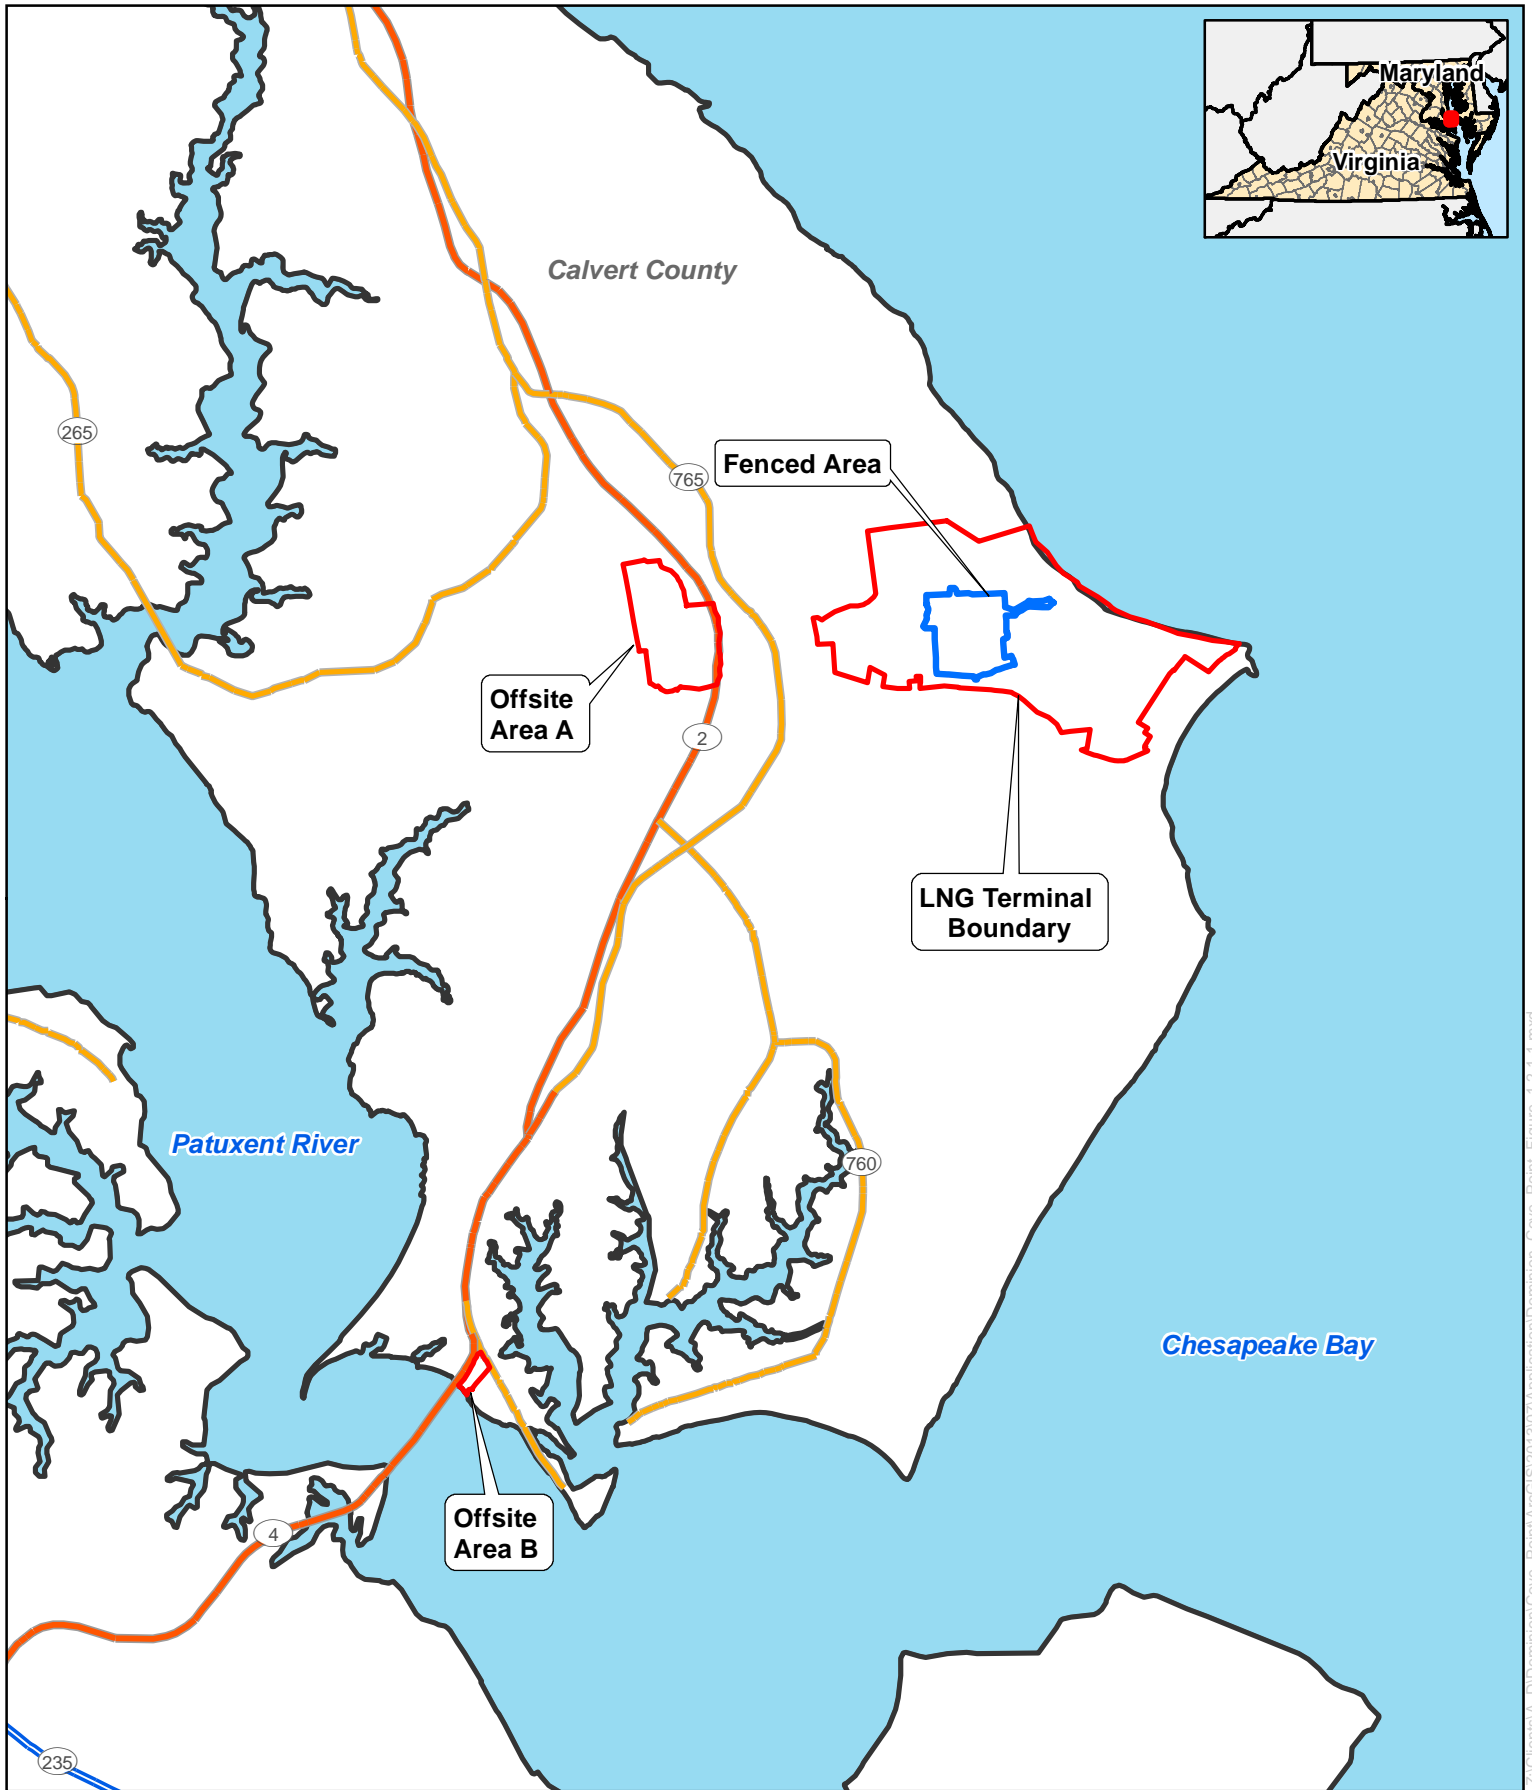 Maryland
Virginia
Calvert County
265
765
Fenced Area
Offsite
Area A
2
LNG Terminal
Boundary
Patuxent River
760
Chesapeake Bay
Offsite
Area B
4
235